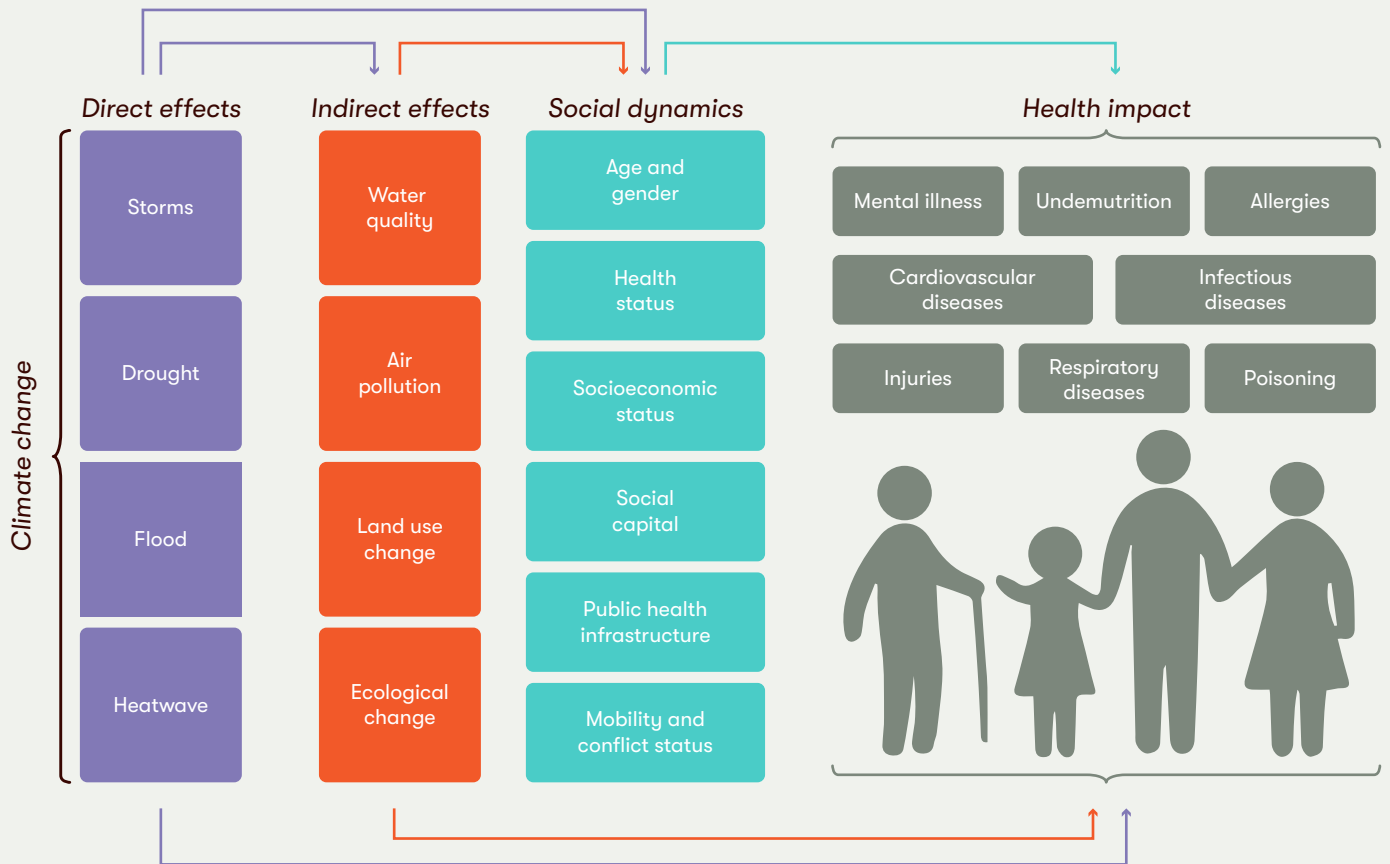 Climate change
Direct effects
Storms
Drought
Flood
Heatwave
Indirect effects
Water
quality
Air
pollution
Land use
change
Ecological
change
Social dynamics
Age and
gender
Health
status
Socioeconomic
status
Social
capital
Public health
infrastructure
Mobility and
conflict status
Health impact
Mental illness
Undemutrition
Allergies
Cardiovascular
diseases
Infectious
diseases
Injuries
Respiratory
diseases
Poisoning